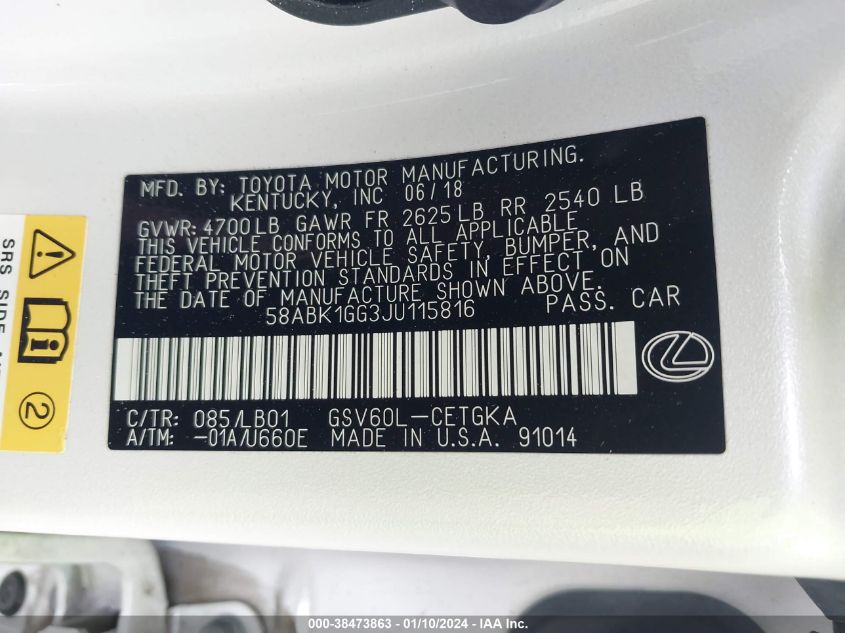 MFD. BY: TOYOTA MOTOR MANUFACTURING.
KENTUCKY, INC 06/18
GVWR: 4700LB GAWR FR 2625LB RR 2540 LB
THIS VEHICLE CONFORMS TO ALL APPLICABLE
FEDERAL MOTOR VEHICLE SAFETY, BUMPER, AND
THEFT PREVENTION STANDARDS IN EFFECT ON
THE DATE OF MANUFACTURE SHOWN ABOVE.
58ABK1GG3JU115816 PASS. CAR
C/TR: 085/LB01 GSV60L-CETGKA
A/TM: -01A/U660E MADE IN U.S.A. 91014
SRS SIDE
2
000-38473863 - 01/10/2024 - IAA Inc.